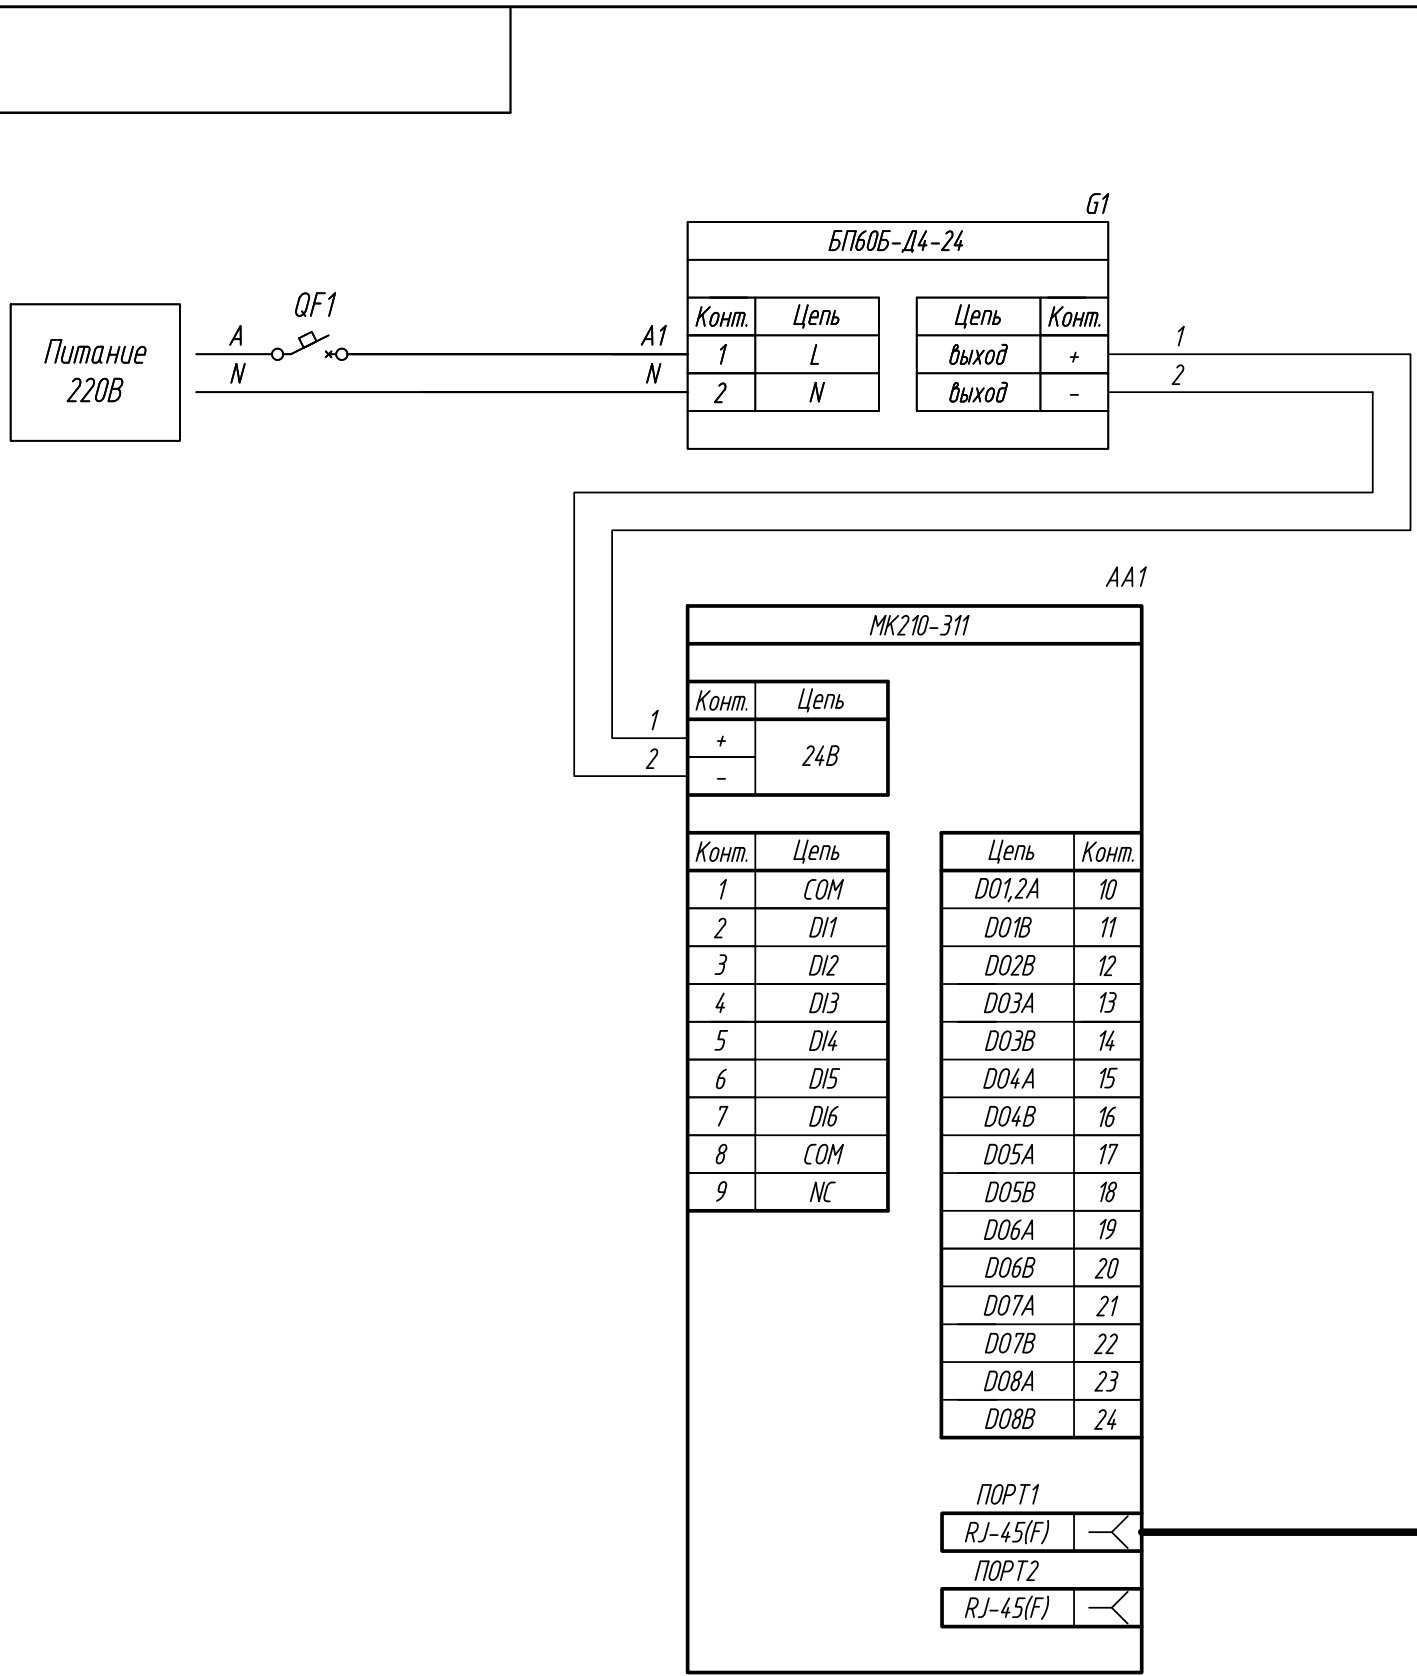 G1
БП60Б-Д4-24
QF1
Питание
220В
A
N
A1
N
Конт. Цепь Цепь Конт.
1 L выход +
2 N выход -
1
2
AA1
МК210-311
Конт. Цепь
1
2
+ 24В
-
Конт. Цепь Цепь Конт.
1 COM DO1,2A 10
2 DI1 DO1B 11
3 DI2 DO2B 12
4 DI3 DO3A 13
5 DI4 DO3B 14
6 DI5 DO4A 15
7 DI6 DO4B 16
8 COM DO5A 17
9 NC DO5B 18
DO6A 19
DO6B 20
DO7A 21
DO7B 22
DO8A 23
DO8B 24
ПОРТ1
RJ-45(F)
ПОРТ2
RJ-45(F)